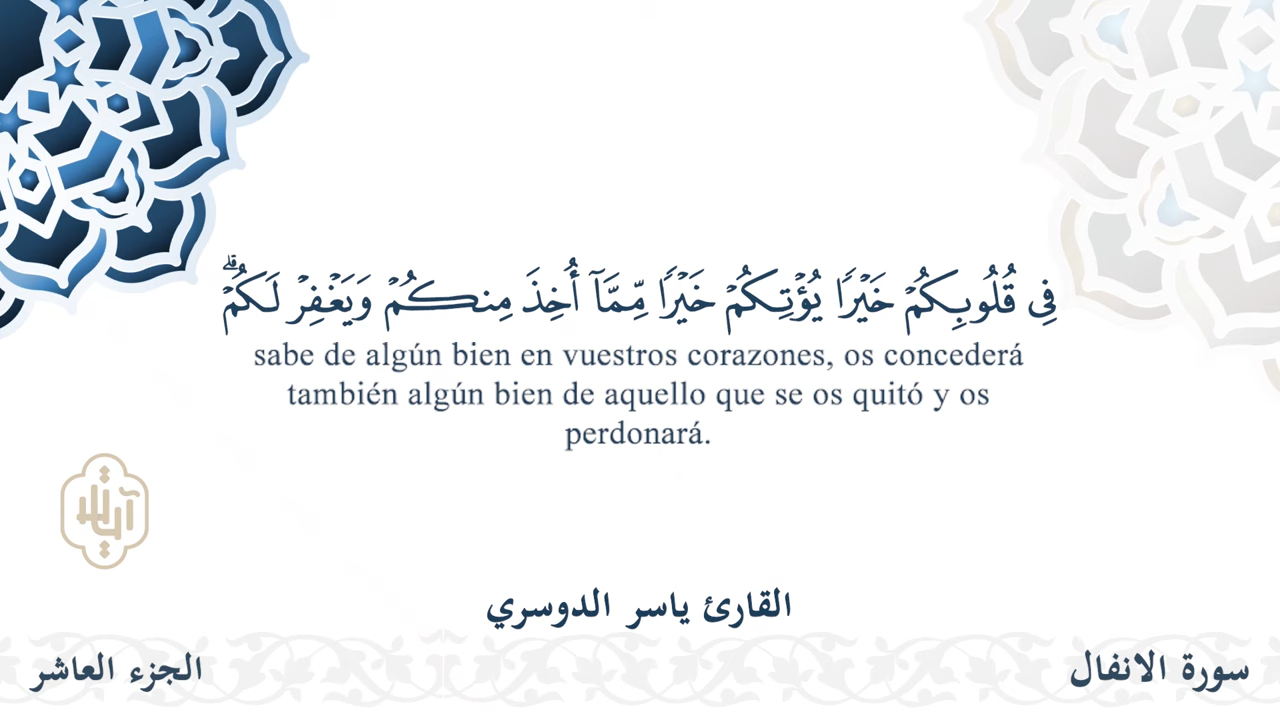 فِي قُلُوبِكُمۡ خَيۡرٗا يُؤۡتِكُمۡ خَيۡرٗا مِّمَّآ أُخِذَ مِنكُمۡ وَيَغۡفِرۡ لَكُمۡۚ
sabe de algún bien en vuestros corazones, os concederá
también algún bien de aquello que se os quitó y os
perdonará.
القارئ ياسر الدوسري
سورة الانفال
الجزء العاشر